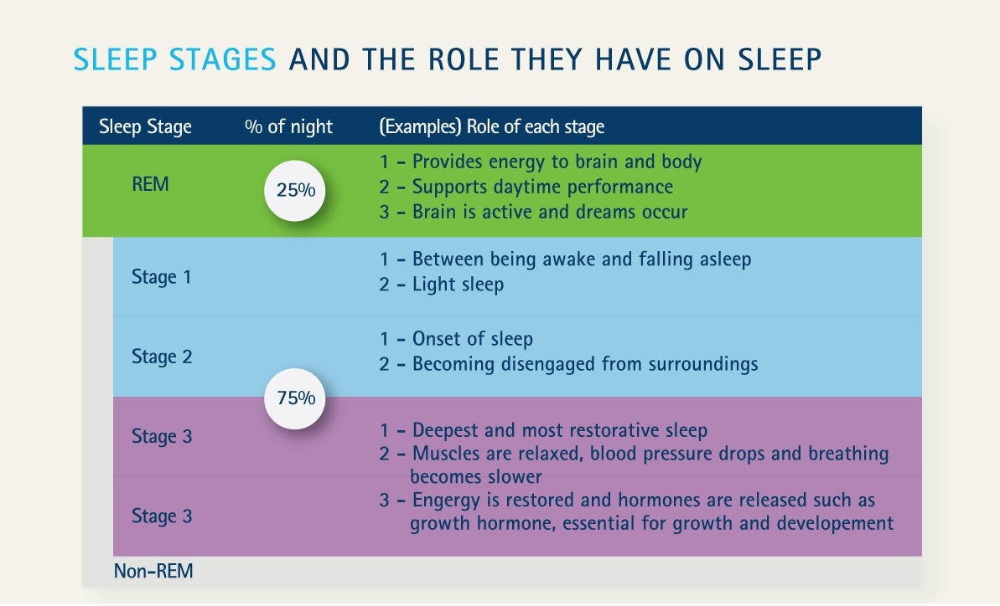 SLEEP STAGES AND THE ROLE THEY HAVE ON SLEEP
Sleep Stage % of night (Examples) Role of each stage
REM
25%
1 – Provides energy to brain and body
2 – Supports daytime performance
3 – Brain is active and dreams occur
Stage 1
1 – Between being awake and falling asleep
2 – Light sleep
Stage 2
1 – Onset of sleep
2 – Becoming disengaged from surroundings
75%
Stage 3
1 – Deepest and most restorative sleep
2 – Muscles are relaxed, blood pressure drops and breathing
becomes slower
Stage 3
3 – Engergy is restored and hormones are released such as
growth hormone, essential for growth and developement
Non-REM